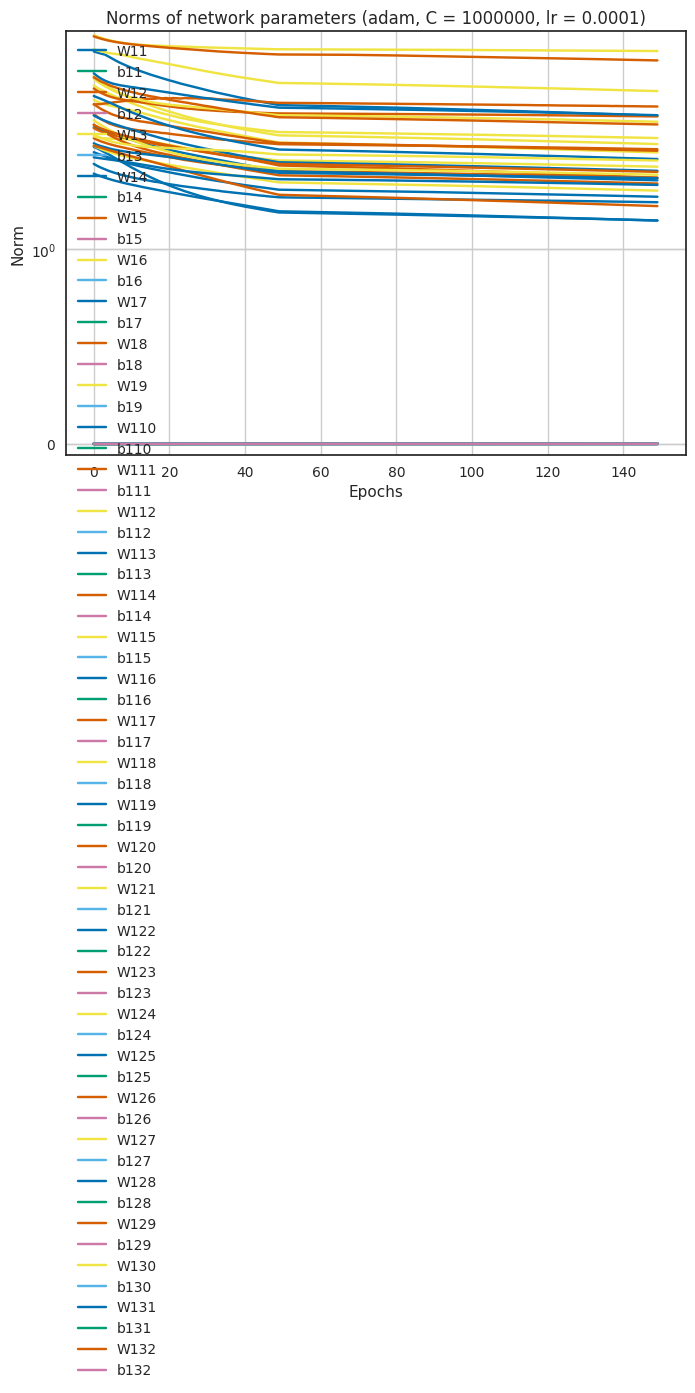 Norms of network parameters (adam, C = 1000000, lr = 0.0001)
W11
b11
W12
b12
W13
b13
W14
b14
W15
b15
W16
b16
W17
b17
W18
b18
W19
b19
W110
b110
W111
b111
W112
b112
W113
b113
W114
b114
W115
b115
W116
b116
W117
b117
W118
b118
W119
b119
W120
b120
W121
b121
W122
b122
W123
b123
W124
b124
W125
b125
W126
b126
W127
b127
W128
b128
W129
b129
W130
b130
W131
b131
W132
b132
Norm
10⁰
0
0 20 40 60 80 100 120 140
Epochs